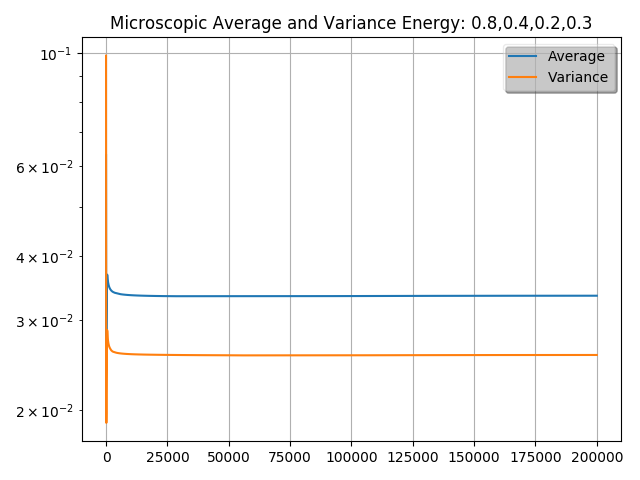 Microscopic Average and Variance Energy: 0.8,0.4,0.2,0.3
10⁻¹
6 × 10⁻²
4 × 10⁻²
3 × 10⁻²
2 × 10⁻²
Average
Variance
0 25000 50000 75000 100000 125000 150000 175000 200000